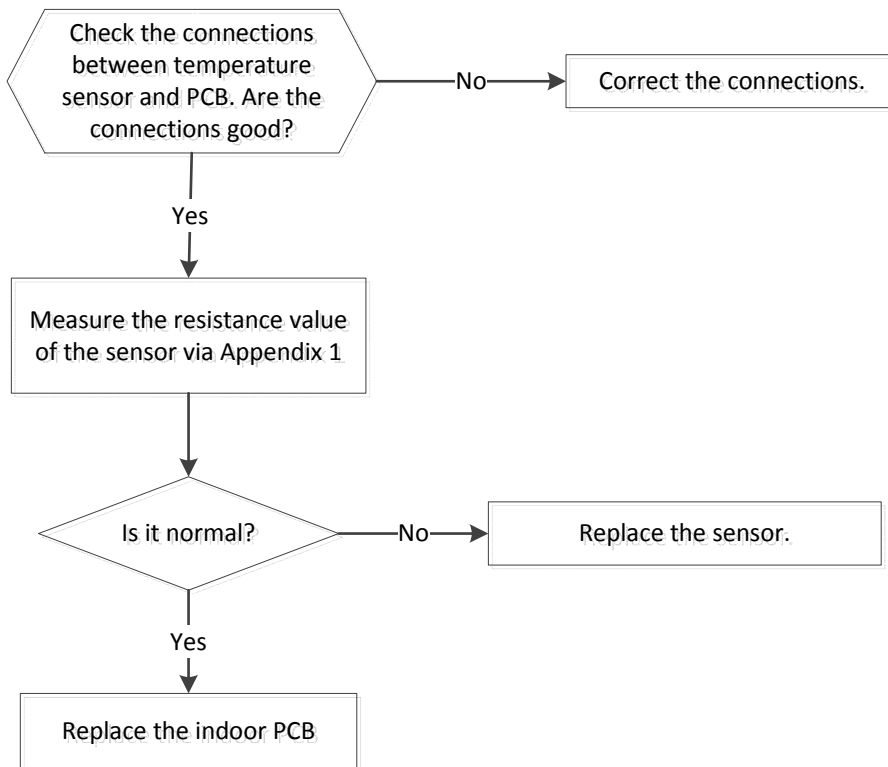 Check the connections
between temperature
sensor and PCB. Are the
connections good?
No
Correct the connections.
Yes
Measure the resistance value
of the sensor via Appendix 1
Is it normal?
No
Replace the sensor.
Yes
Replace the indoor PCB